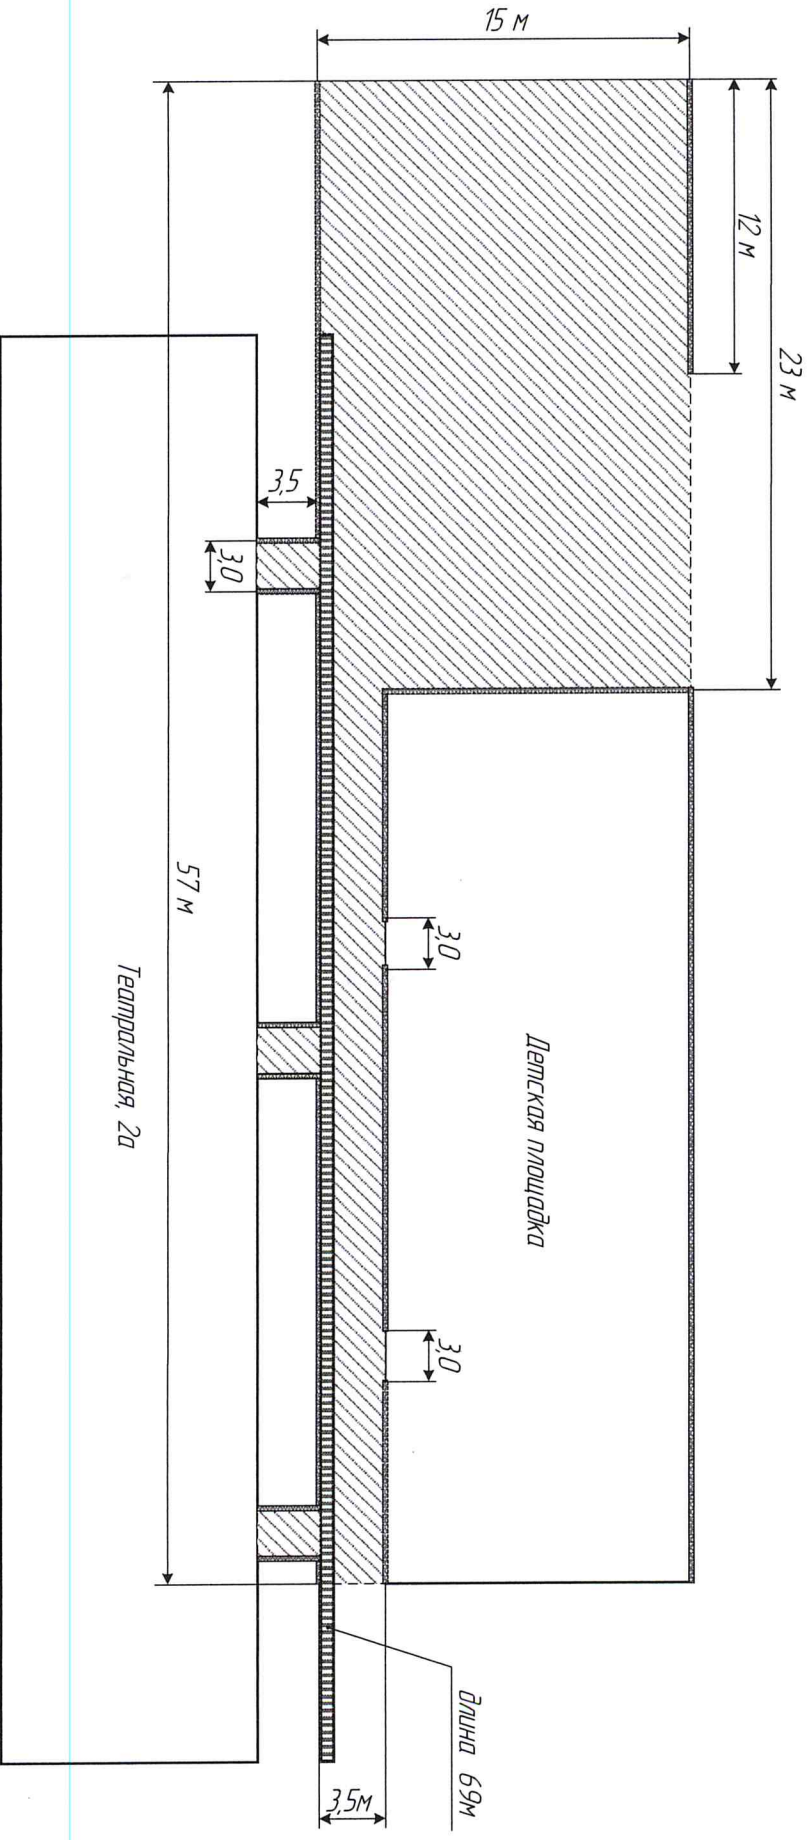 15 м
12 м
23 м
3,5
3,0
57 м
3,0
Театральная, 2а
Детская площадка
3,0
длина 69м
3,5м